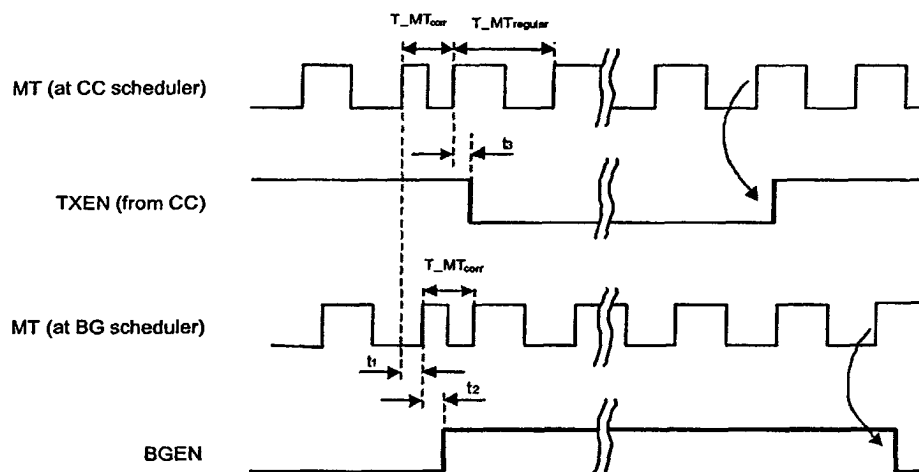 T_MTcorr
T_MTregular
MT (at CC scheduler)
t3
TXEN (from CC)
T_MTcorr
MT (at BG scheduler)
t1
t2
BGEN